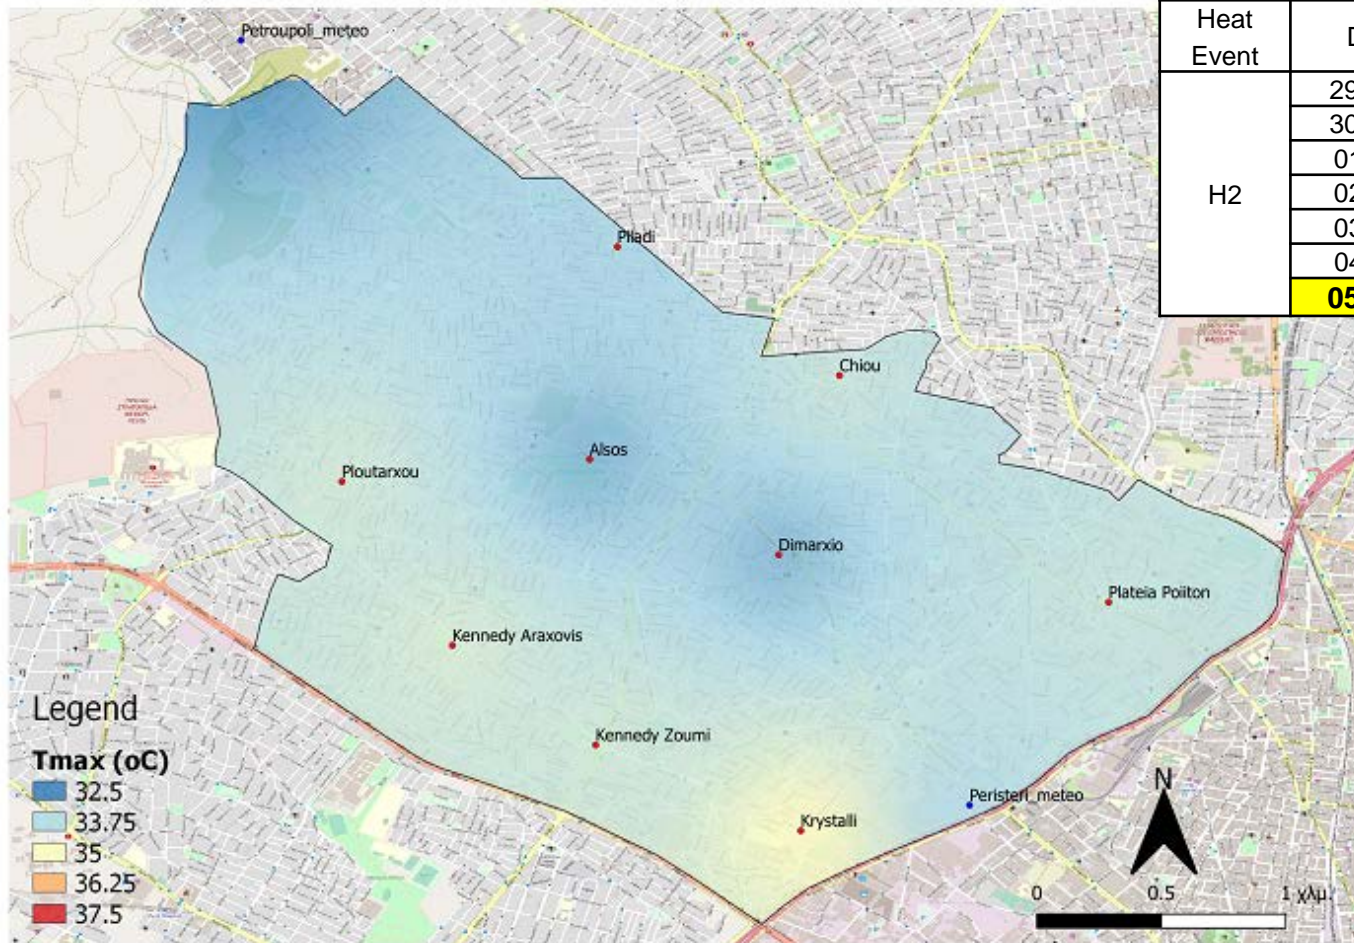 Petroupoli_meteo
Heat
Event
D
29
30
01
02
03
04
05
H2
Piladi
Chiou
Alsos
Ploutarxou
Dimarxio
Plateia Poiiton
Kennedy Araxovis
Kennedy Zoumi
Peristeri_meteo
Krystalli
Legend
Tmax (oC)
32.5
33.75
35
36.25
37.5
N
0 0.5 1 χλμ.